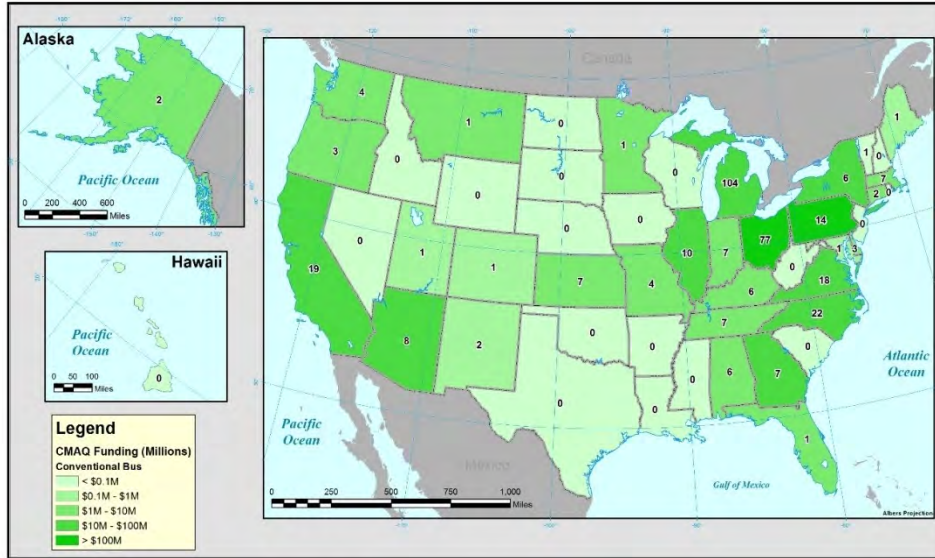 Alaska
2
Pacific Ocean
0 200 400 600
Miles
Hawaii
Pacific
Ocean
0
0 50 100
Miles
Legend
CMAQ Funding (Millions)
Conventional Bus
< $0.1M
$0.1M - $1M
$1M - $10M
$10M - $100M
> $100M
Canada
4
1
0
1
1
3
0
0
0
104
6
1
0
7
2
0
0
0
0
0
77
14
0
19
1
1
7
4
10
7
0
1
3
6
18
8
2
0
0
7
22
0
0
0
6
7
0
1
Pacific
Ocean
Atlantic
Ocean
Mexico
Gulf of Mexico
0 250 500 750 1,000
Miles
Albers Projection